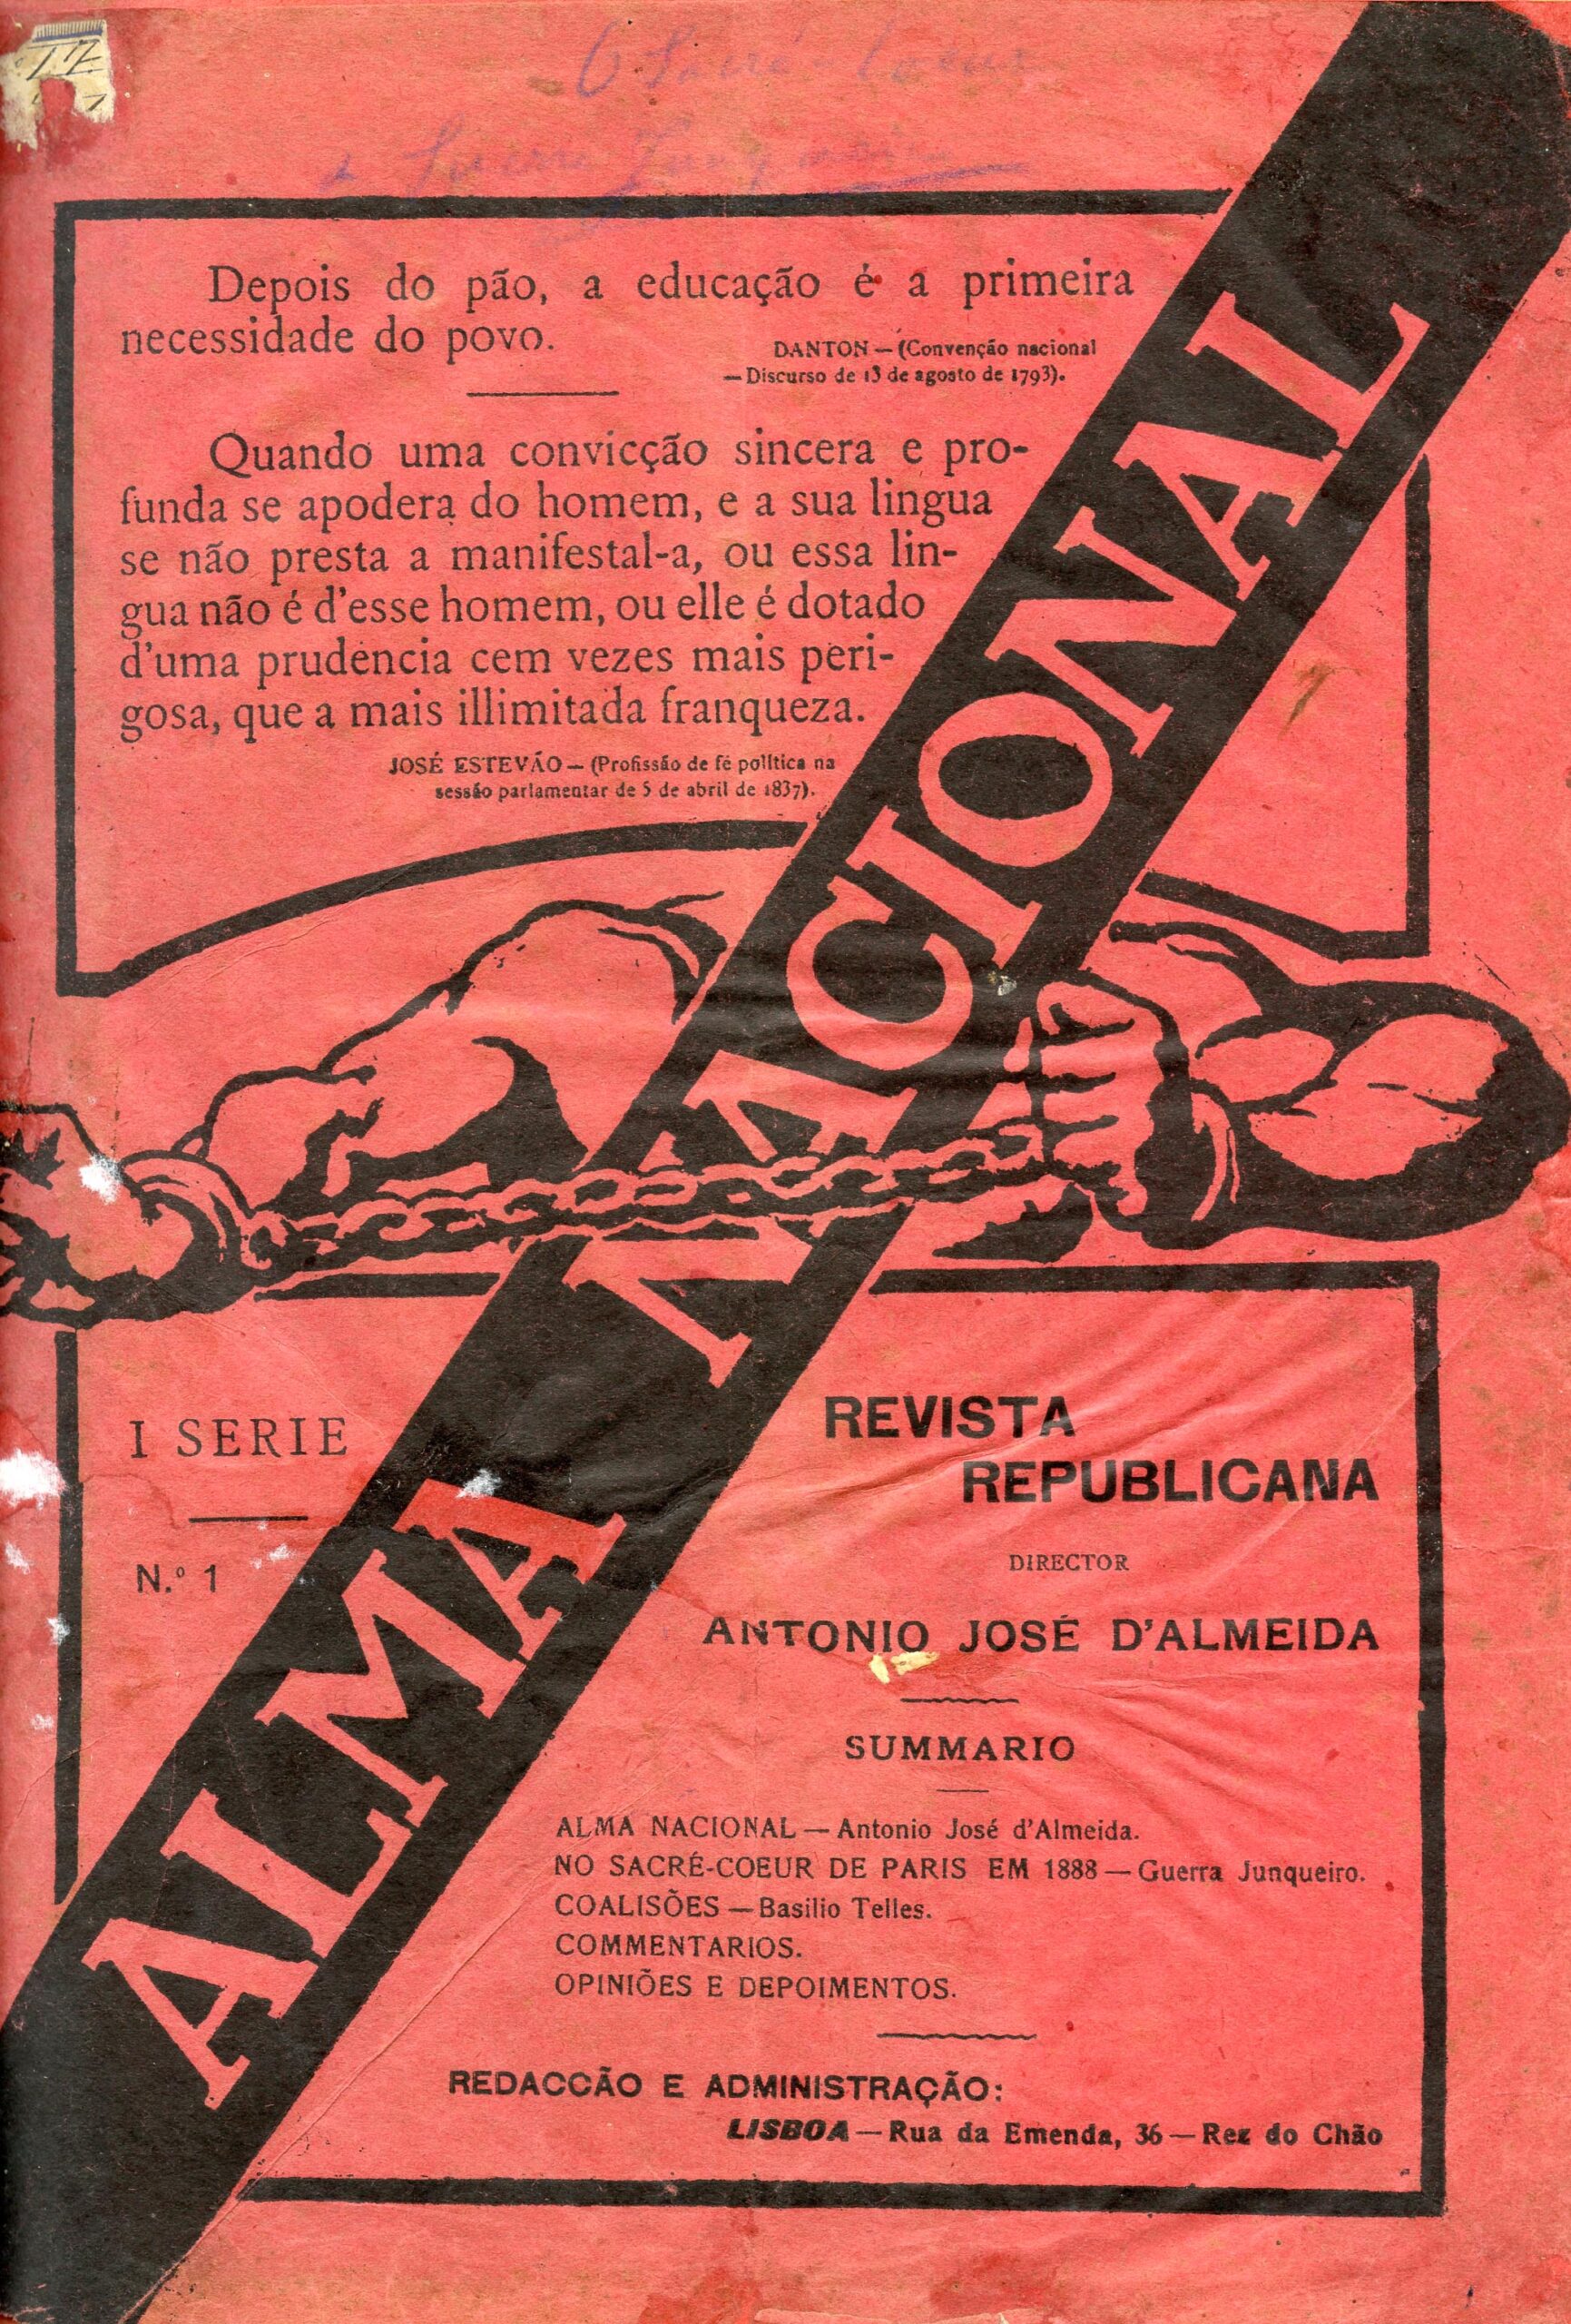 Depois do pão, a educação é a primeira
necessidade do povo.
DANTON — (Convenção nacional
— Discurso de 13 de agosto de 1793).
Quando uma convicção sincera e pro-
funda se apodera do homem, e a sua lingua
se não presta a manifestal-a, ou essa lin-
gua não é d'esse homem, ou elle é dotado
d'uma prudencia cem vezes mais peri-
gosa, que a mais illimitada franqueza.
JOSÉ ESTEVÃO — (Profissão de fé politica na
sessão parlamentar de 5 de abril de 1837).
ALMA NACIONAL
I SERIE
N.º 1
REVISTA
REPUBLICANA
DIRECTOR
ANTONIO JOSÉ D'ALMEIDA
SUMMARIO
ALMA NACIONAL — Antonio José d'Almeida.
NO SACRÉ-COEUR DE PARIS EM 1888 — Guerra Junqueiro.
COALISÕES — Basilio Telles.
COMMENTARIOS.
OPINIÕES E DEPOIMENTOS.
REDACCÃO E ADMINISTRAÇÃO:
LISBOA — Rua da Emenda, 36 — Rez do Chão